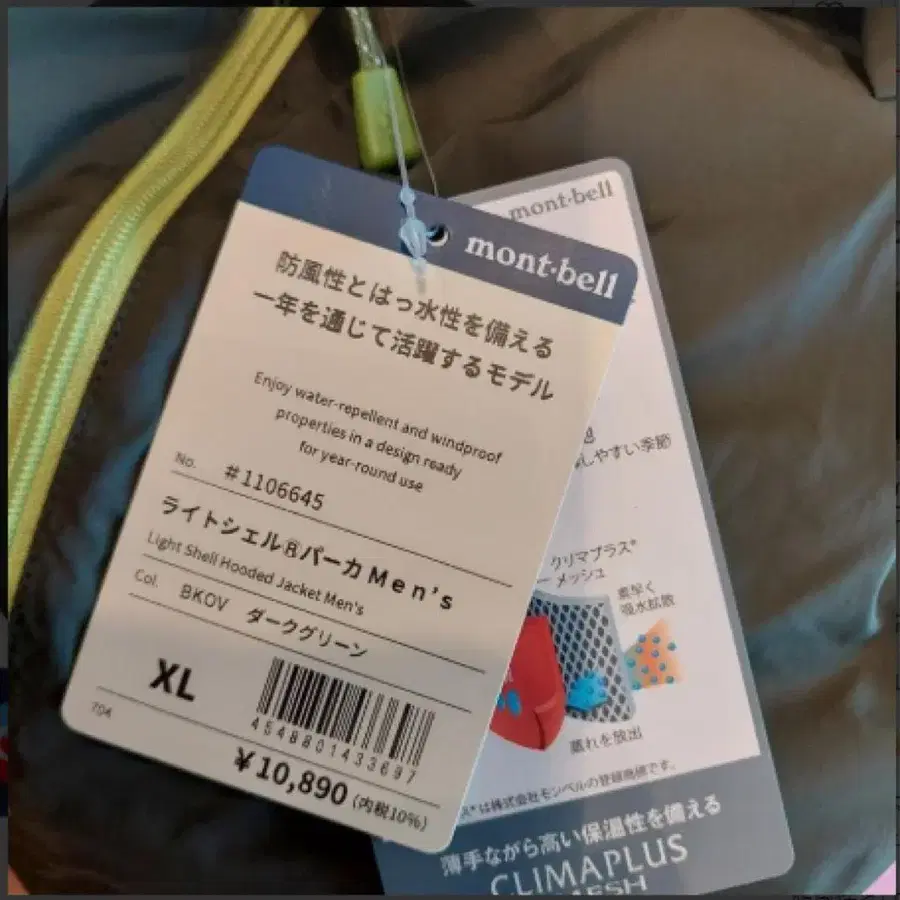 mont·bell
防風性とはっ水性を備える
一年を通じて活躍するモデル
Enjoy water-repellent and windproof
properties in a design ready
for year-round use
No. #1106645
ライトシェル®パーカ Men's
Light Shell Hooded Jacket Men's
Col. BKOV ダークグリーン
XL
4548801433697
704
¥10,890 (内税10%)
mont·bell
しやすい季節
クリマプラス®
メッシュ
素早く
吸水拡散
蒸れを放出
ス®は株式会社モンベルの登録商標です。
薄手ながら高い保温性を備える
CLIMAPLUS
MESH